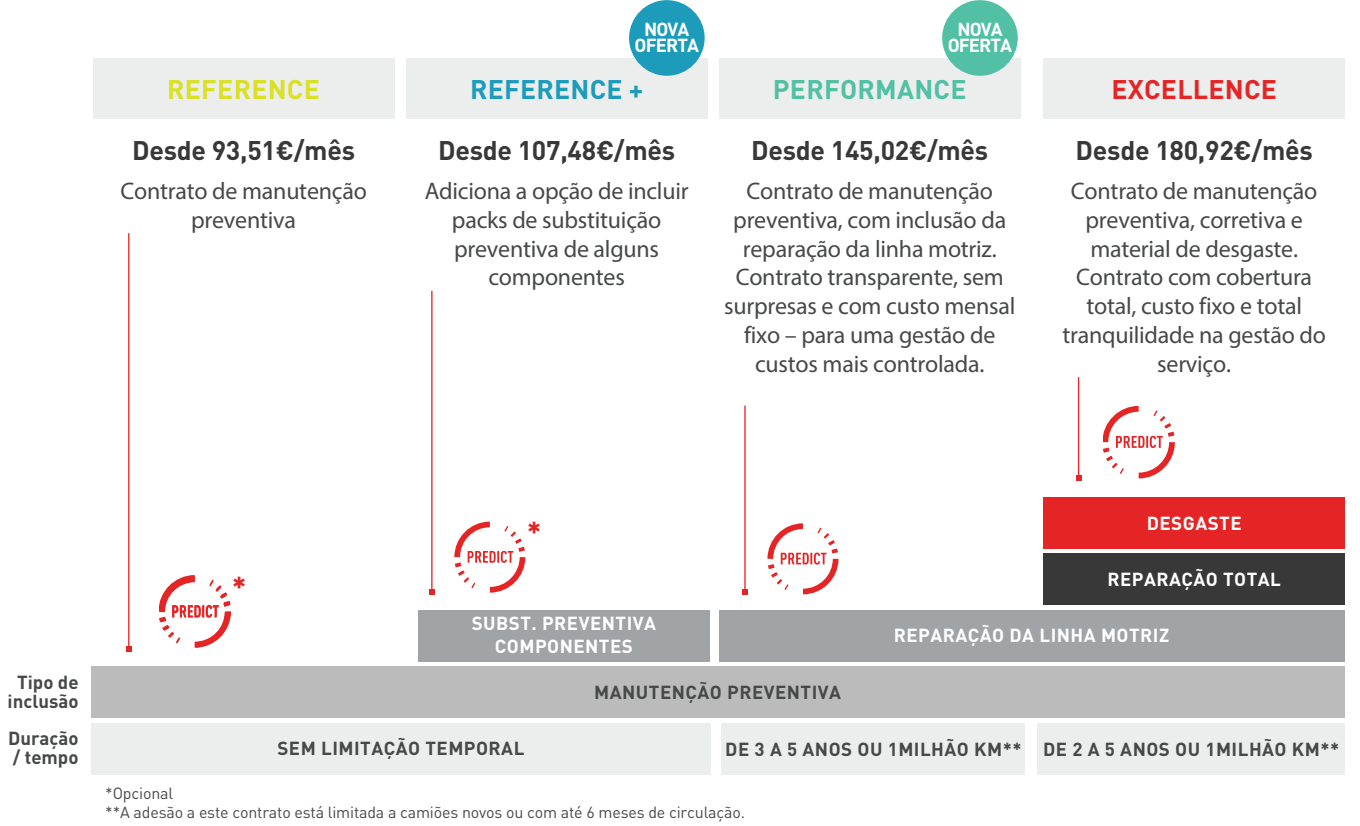 NOVA
OFERTA
NOVA
OFERTA
REFERENCE
REFERENCE +
PERFORMANCE
EXCELLENCE
Desde 93,51€/mês
Contrato de manutenção
preventiva
Desde 107,48€/mês
Adiciona a opção de incluir
packs de substituição
preventiva de alguns
componentes
Desde 145,02€/mês
Contrato de manutenção
preventiva, com inclusão da
reparação da linha motriz.
Contrato transparente, sem
surpresas e com custo mensal
fixo – para uma gestão de
custos mais controlada.
Desde 180,92€/mês
Contrato de manutenção
preventiva, corretiva e
material de desgaste.
Contrato com cobertura
total, custo fixo e total
tranquilidade na gestão do
serviço.
PREDICT *
PREDICT *
PREDICT
PREDICT
DESGASTE
REPARAÇÃO TOTAL
SUBST. PREVENTIVA
COMPONENTES
REPARAÇÃO DA LINHA MOTRIZ
Tipo de
inclusão
MANUTENÇÃO PREVENTIVA
Duração
/ tempo
SEM LIMITAÇÃO TEMPORAL
DE 3 A 5 ANOS OU 1MILHÃO KM**
DE 2 A 5 ANOS OU 1MILHÃO KM**
*Opcional
**A adesão a este contrato está limitada a camiões novos ou com até 6 meses de circulação.